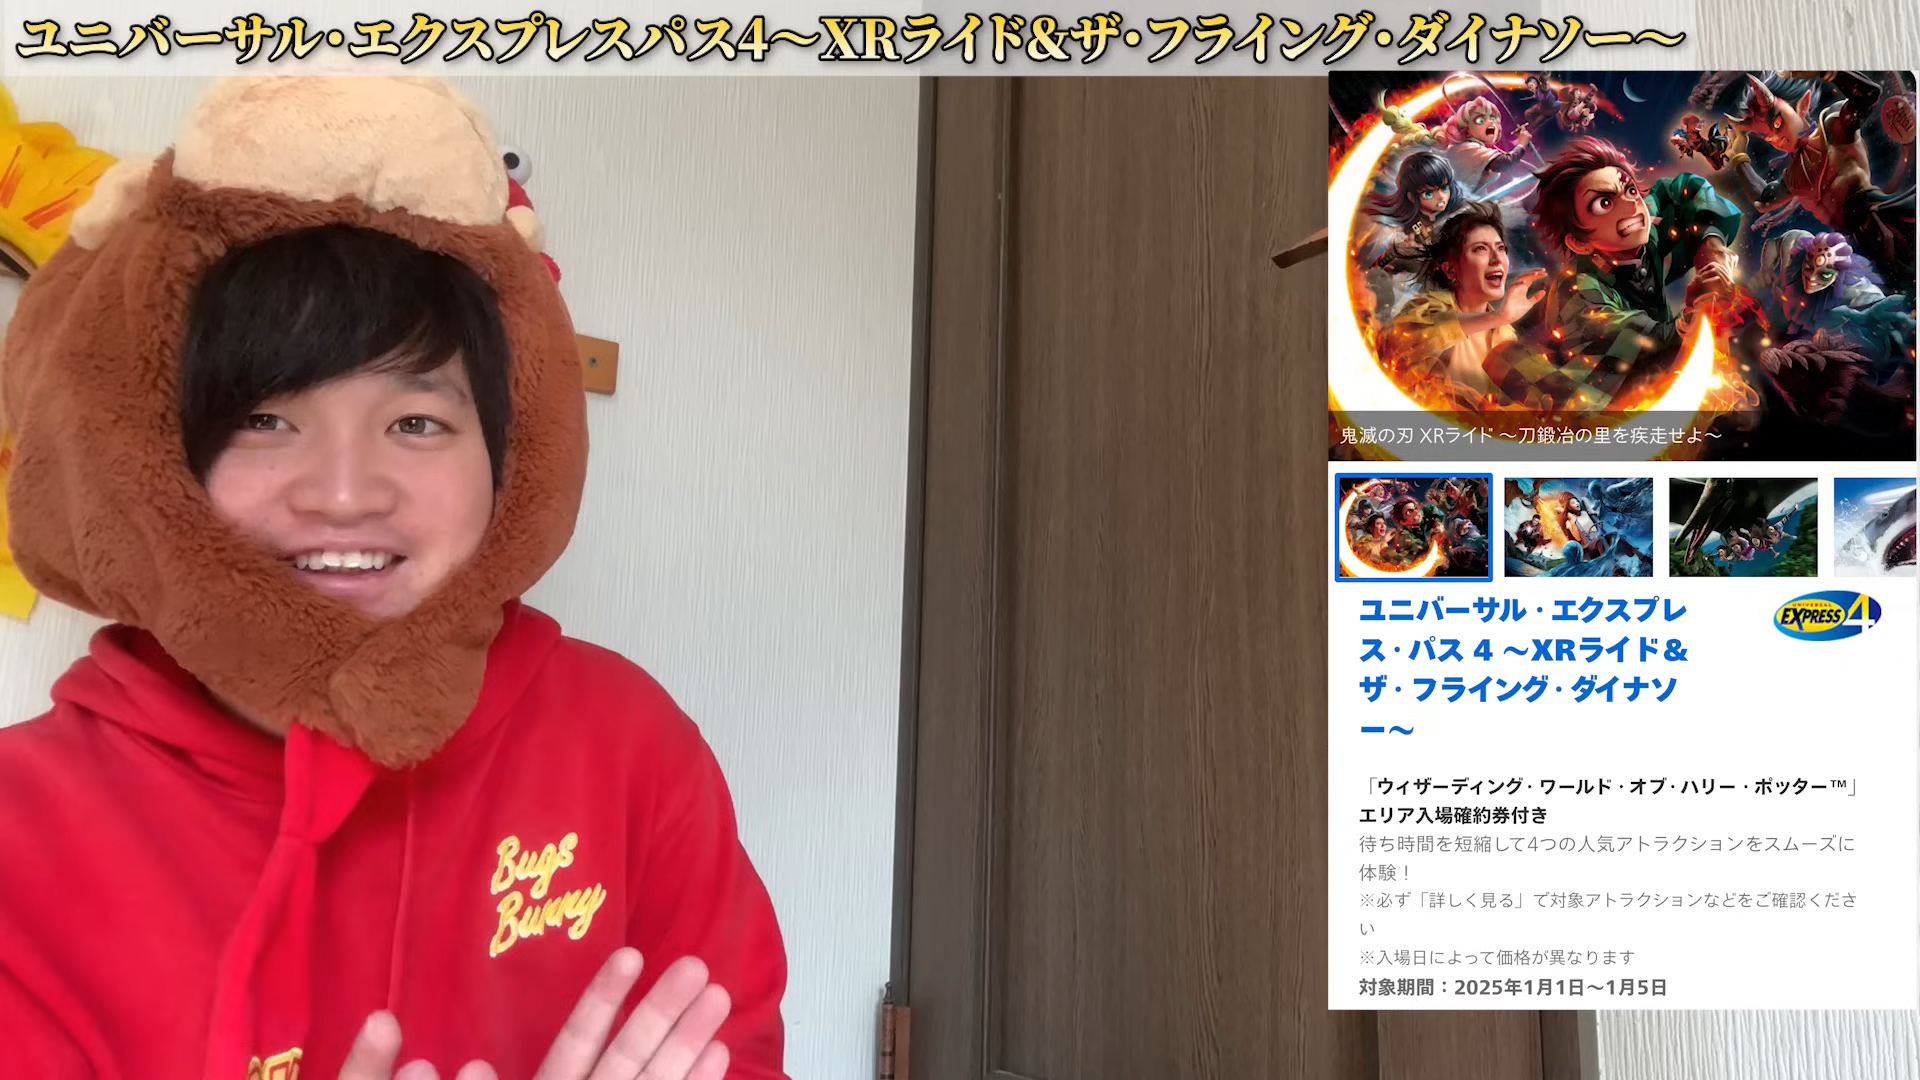 ユニバーサル・エクスプレスパス4〜XRライド&ザ・フライング・ダイナソー〜
鬼滅の刃 XRライド 〜刀鍛冶の里を疾走せよ〜
ユニバーサル・エクスプレ
ス・パス 4 〜XRライド&
ザ・フライング・ダイナソ
ー〜
UNIVERSAL
EXPRESS 4
「ウィザーディング・ワールド・オブ・ハリー・ポッター™」
エリア入場確約券付き
待ち時間を短縮して4つの人気アトラクションをスムーズに
体験！
※必ず「詳しく見る」で対象アトラクションなどをご確認くださ
い
※入場日によって価格が異なります
対象期間：2025年1月1日〜1月5日
Bugs
Bunny